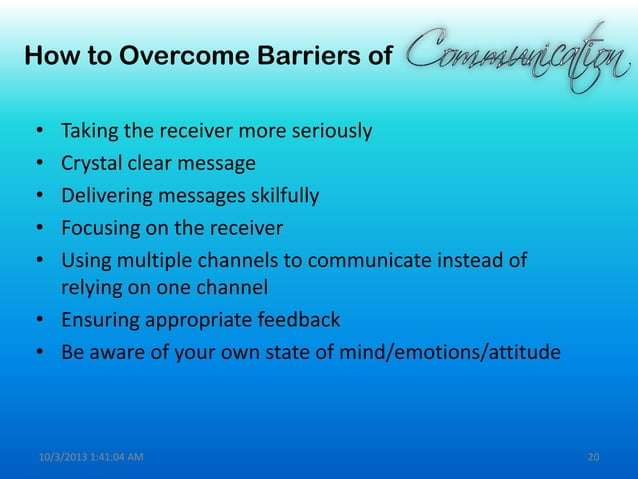 How to Overcome Barriers of Communication
• Taking the receiver more seriously
• Crystal clear message
• Delivering messages skilfully
• Focusing on the receiver
• Using multiple channels to communicate instead of
relying on one channel
• Ensuring appropriate feedback
• Be aware of your own state of mind/emotions/attitude
10/3/2013 1:41:04 AM 20